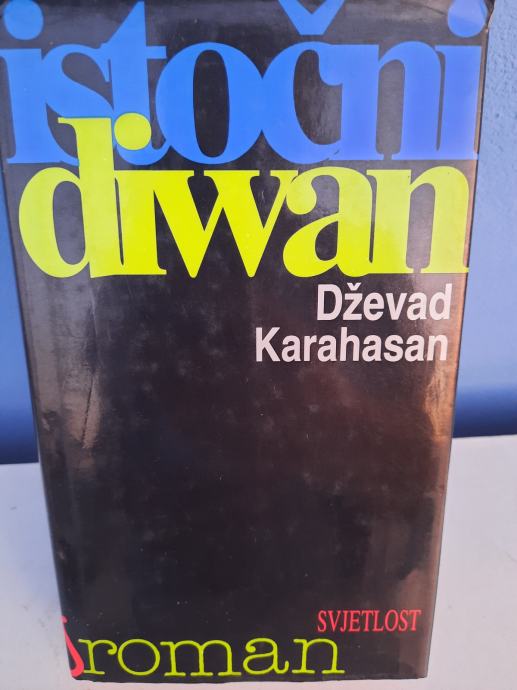 istočni
diwan
Dževad
Karahasan
SVJETLOST
roman